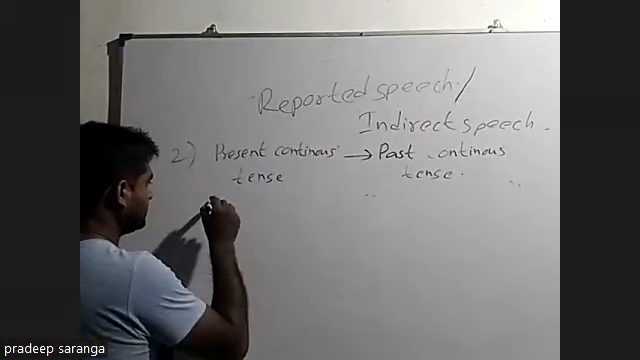 Reported speech /
Indirect speech .
2) Present continous → Past continous
tense tense .
pradeep saranga